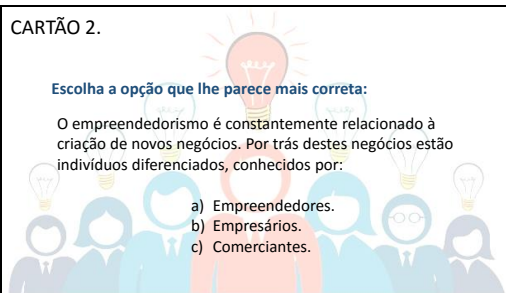 CARTÃO 2.
Escolha a opção que lhe parece mais correta:
O empreendedorismo é constantemente relacionado à
criação de novos negócios. Por trás destes negócios estão
indivíduos diferenciados, conhecidos por:
a) Empreendedores.
b) Empresários.
c) Comerciantes.